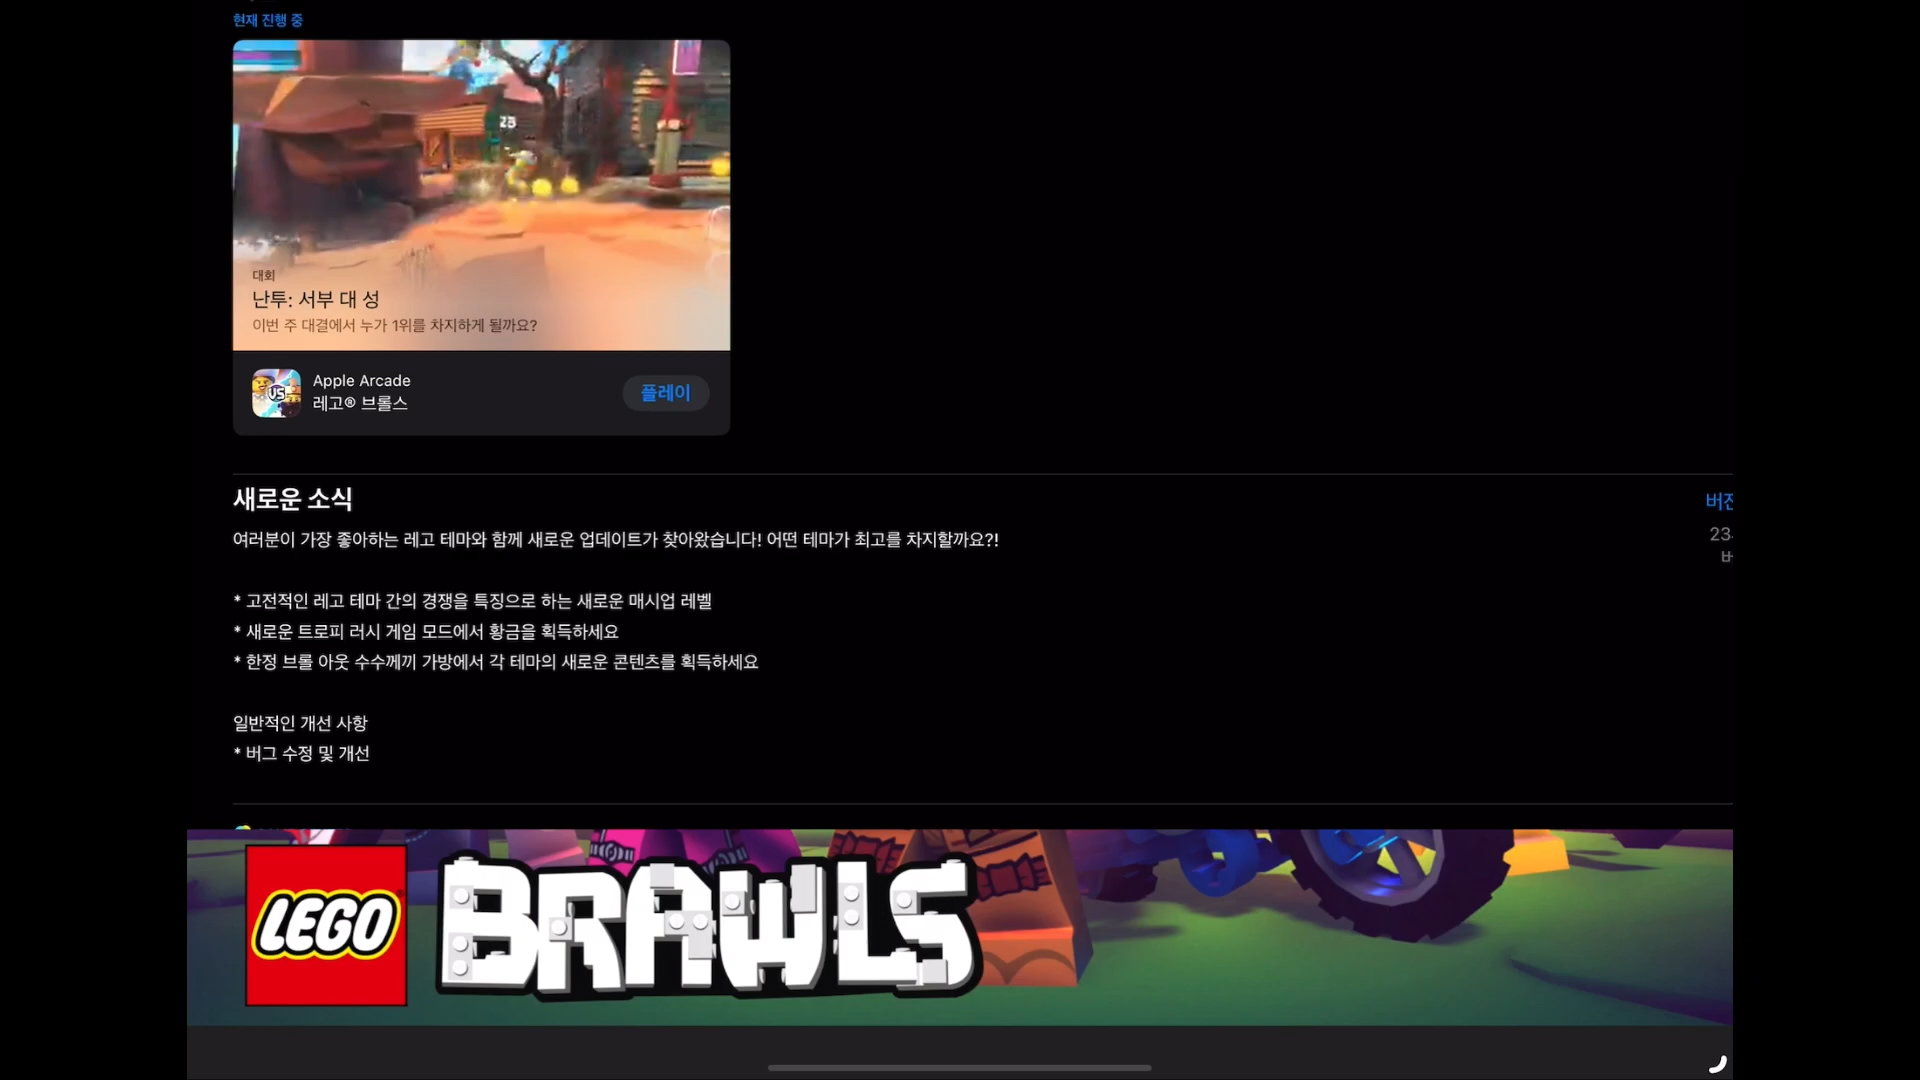 현재 진행 중
23
대회
난투: 서부 대 성
이번 주 대결에서 누가 1위를 차지하게 될까요?
VS
Apple Arcade
레고® 브롤스
플레이
새로운 소식
여러분이 가장 좋아하는 레고 테마와 함께 새로운 업데이트가 찾아왔습니다! 어떤 테마가 최고를 차지할까요?!
* 고전적인 레고 테마 간의 경쟁을 특징으로 하는 새로운 매시업 레벨
* 새로운 트로피 러시 게임 모드에서 황금을 획득하세요
* 한정 브롤 아웃 수수께끼 가방에서 각 테마의 새로운 콘텐츠를 획득하세요
일반적인 개선 사항
* 버그 수정 및 개선
LEGO BRAWLS